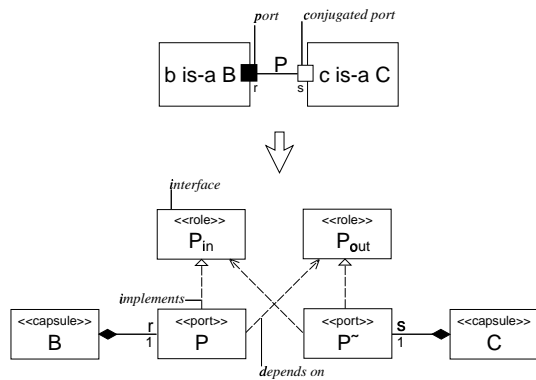 port conjugated port
b is-a B P c is-a C
r s
interface
<<role>> <<role>>
Pin Pout
implements
<<capsule>> r <<port>> <<port>> s <<capsule>>
B 1 P P~ 1 C
depends on